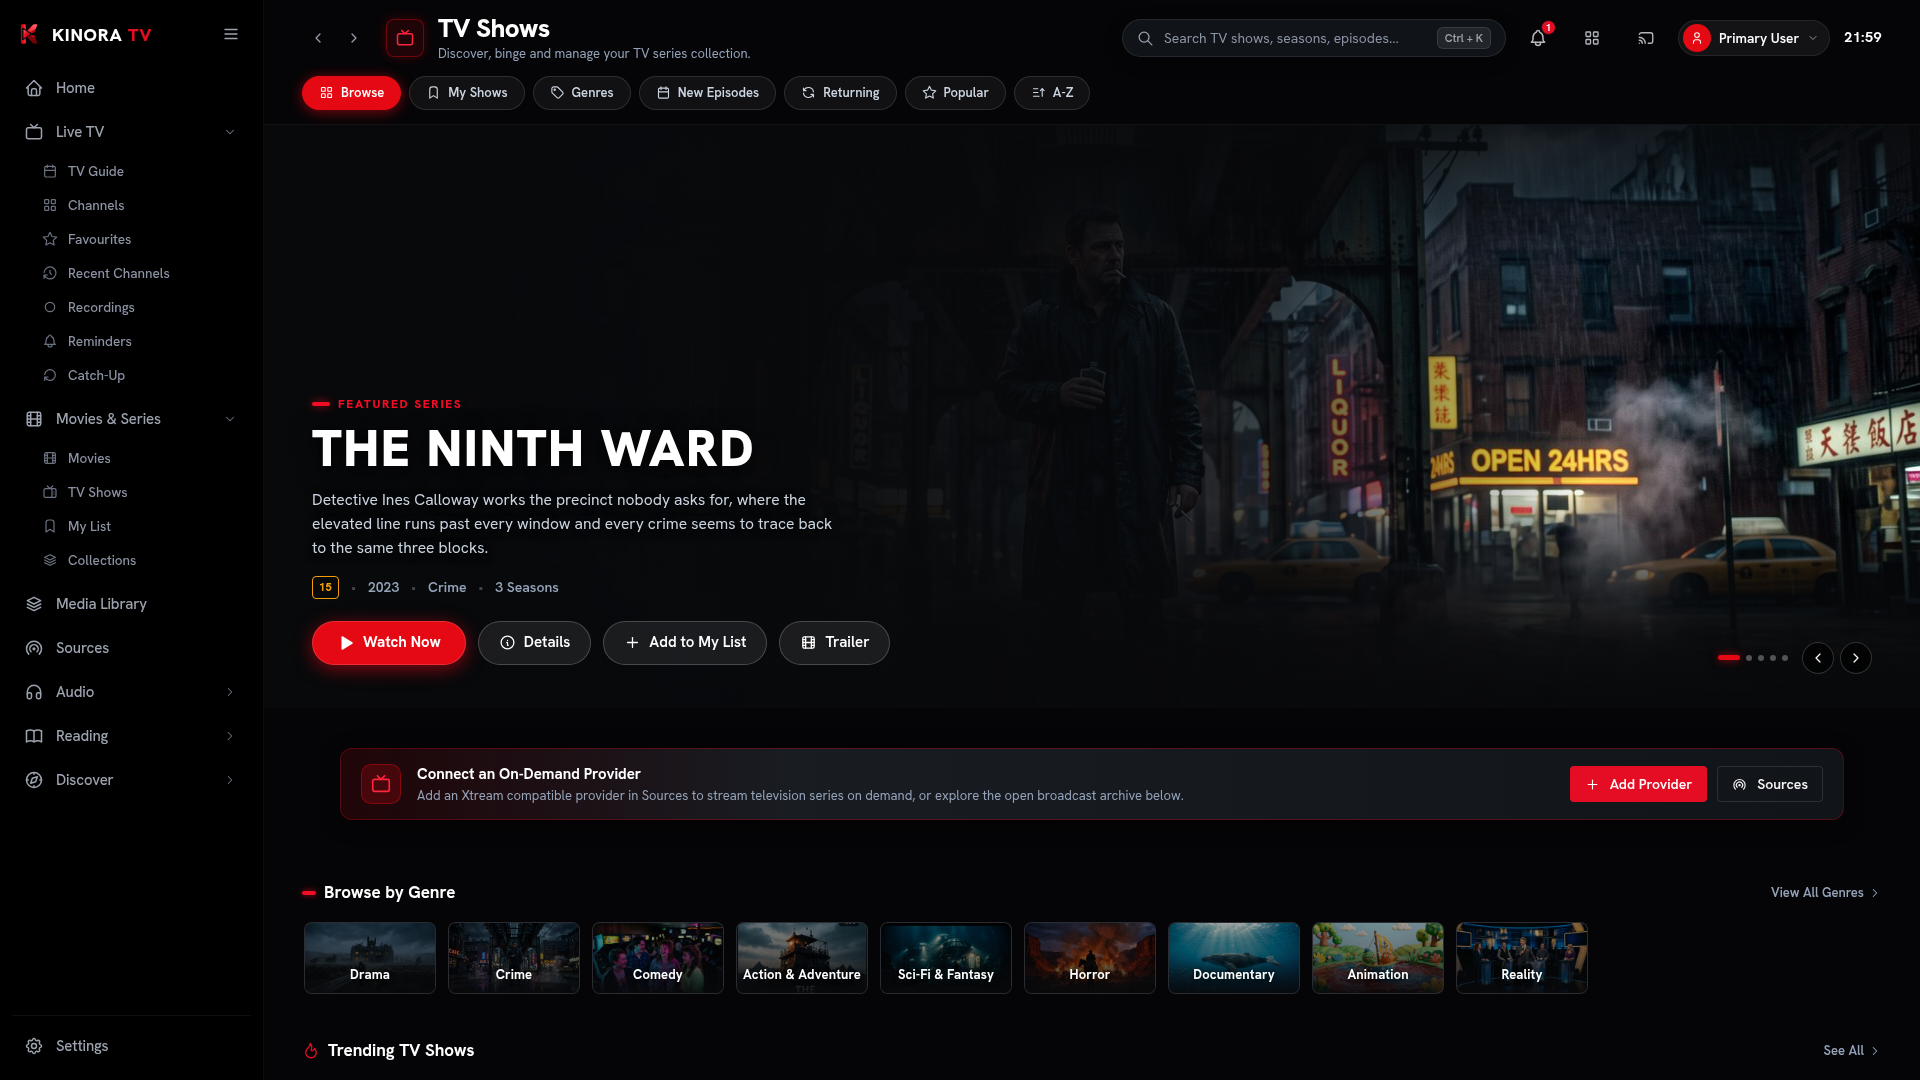 KINORA TV
Home
Live TV
TV Guide
Channels
Favourites
Recent Channels
Recordings
Reminders
Catch-Up
Movies & Series
Movies
TV Shows
My List
Collections
Media Library
Sources
Audio
Reading
Discover
Settings
TV Shows
Discover, binge and manage your TV series collection.
Search TV shows, seasons, episodes...
Ctrl + K
1
Primary User
21:59
Browse
My Shows
Genres
New Episodes
Returning
Popular
A-Z
LIQUOR
24HRS
OPEN 24HRS
FEATURED SERIES
THE NINTH WARD
Detective Ines Calloway works the precinct nobody asks for, where the
elevated line runs past every window and every crime seems to trace back
to the same three blocks.
15 • 2023 • Crime • 3 Seasons
Watch Now
Details
Add to My List
Trailer
Connect an On-Demand Provider
Add an Xtream compatible provider in Sources to stream television series on demand, or explore the open broadcast archive below.
Add Provider
Sources
Browse by Genre
View All Genres
Drama
Crime
Comedy
Action & Adventure
Sci-Fi & Fantasy
Horror
Documentary
Animation
Reality
Trending TV Shows
See All